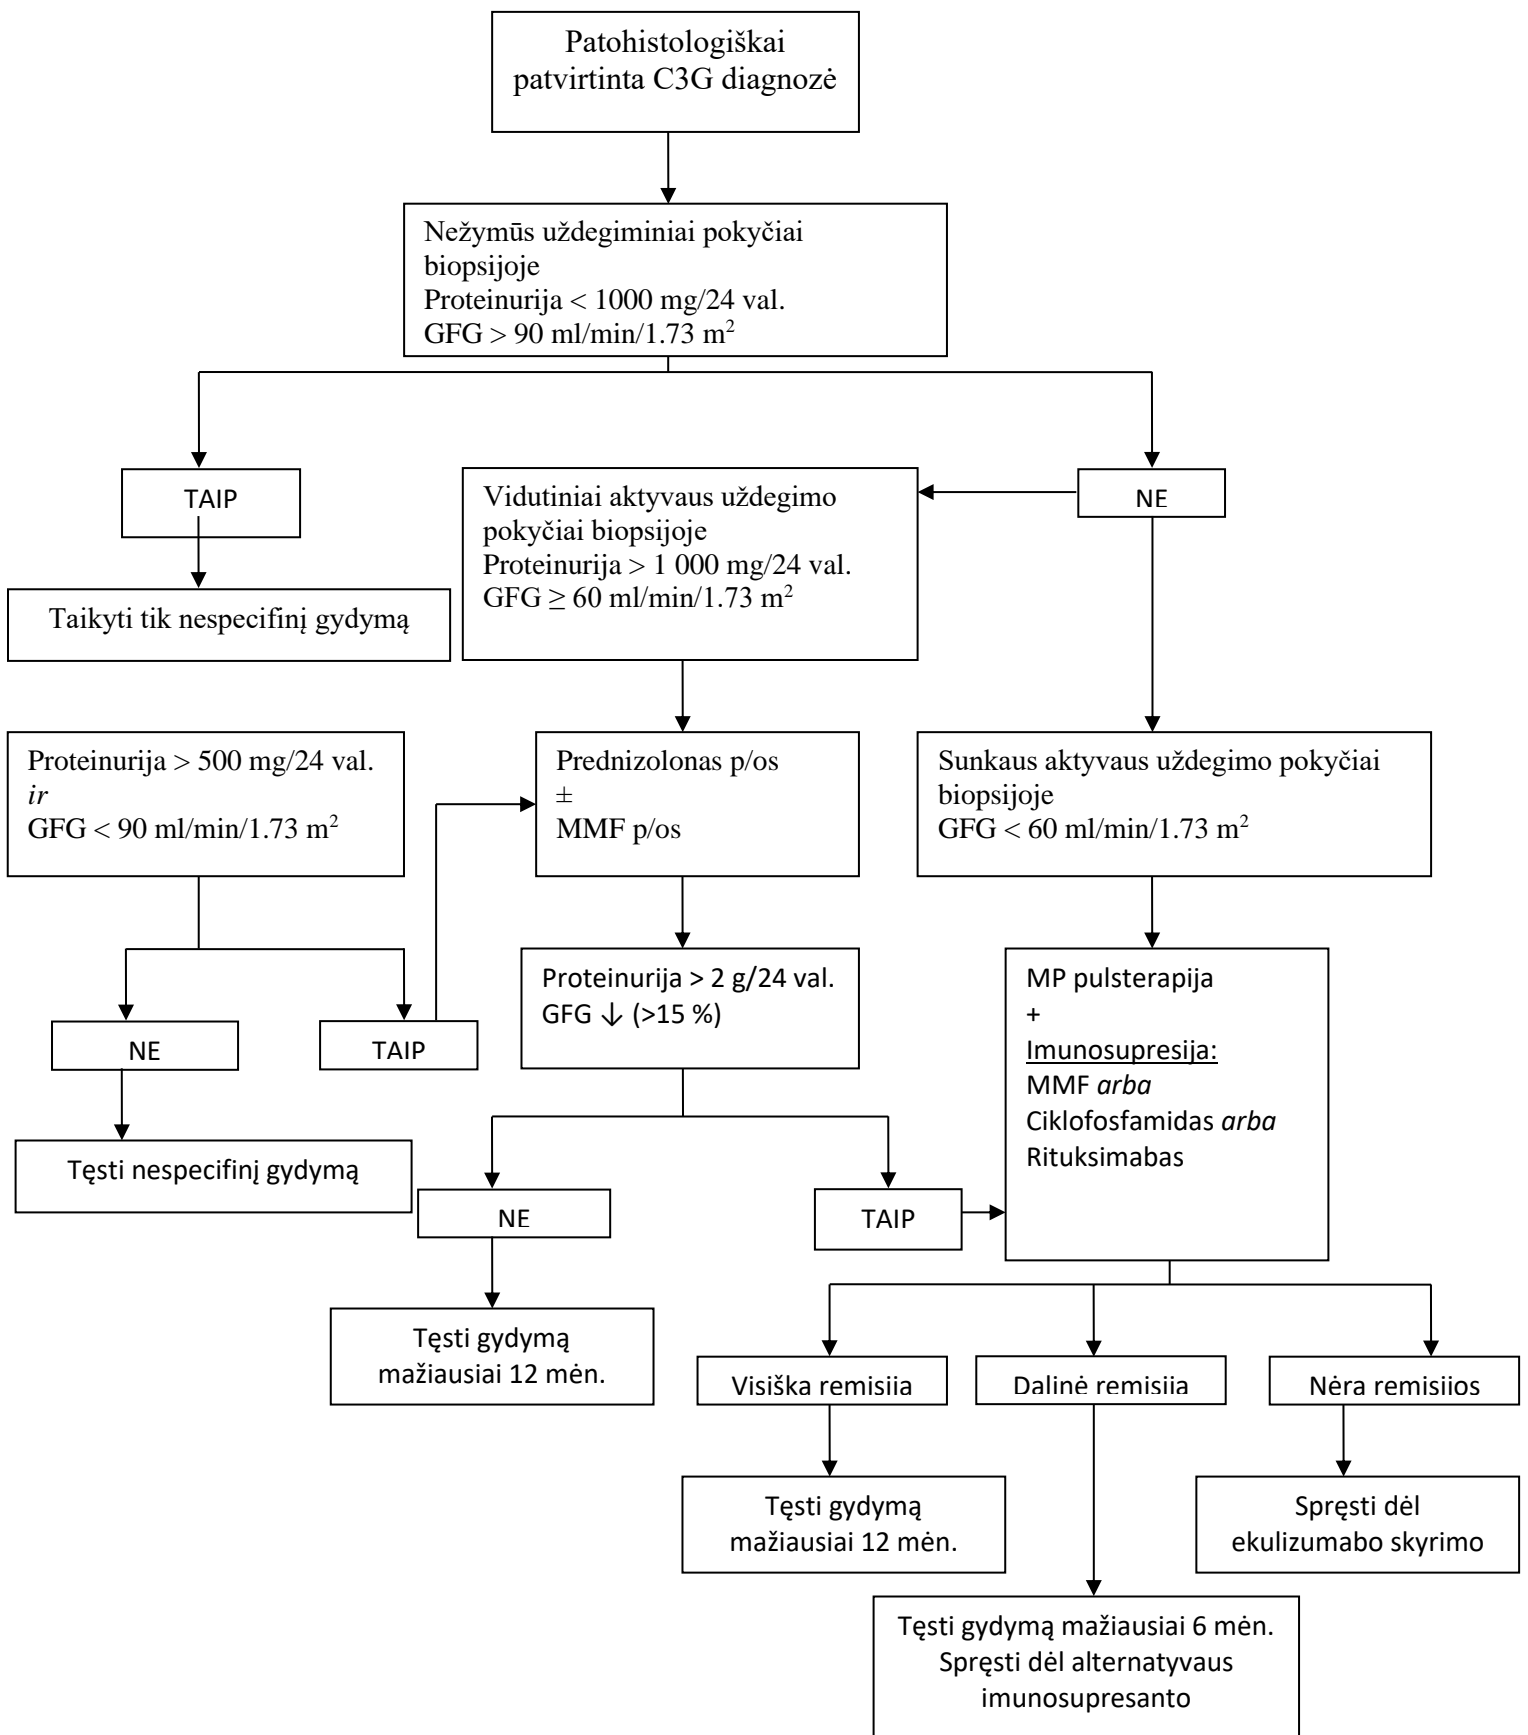 Patohistologiškai
patvirtinta C3G diagnozė
Nežymūs uždegiminiai pokyčiai
biopsijoje
Proteinurija < 1000 mg/24 val.
GFG > 90 ml/min/1.73 m²
TAIP
Vidutiniai aktyvaus uždegimo
pokyčiai biopsijoje
Proteinurija > 1 000 mg/24 val.
GFG ≥ 60 ml/min/1.73 m²
NE
Taikyti tik nespecifinį gydymą
Proteinurija > 500 mg/24 val.
ir
GFG < 90 ml/min/1.73 m²
Prednizolonas p/os
±
MMF p/os
Sunkaus aktyvaus uždegimo pokyčiai
biopsijoje
GFG < 60 ml/min/1.73 m²
NE
TAIP
Proteinurija > 2 g/24 val.
GFG ↓ (>15 %)
MP pulsterapija
+
Imunosupresija:
MMF arba
Ciklofosfamidas arba
Rituksimabas
Tęsti nespecifinį gydymą
NE
TAIP
Tęsti gydymą
mažiausiai 12 mėn.
Visiška remisija
Dalinė remisija
Nėra remisijos
Tęsti gydymą
mažiausiai 12 mėn.
Spręsti dėl
ekulizumabo skyrimo
Tęsti gydymą mažiausiai 6 mėn.
Spręsti dėl alternatyvaus
imunosupresanto